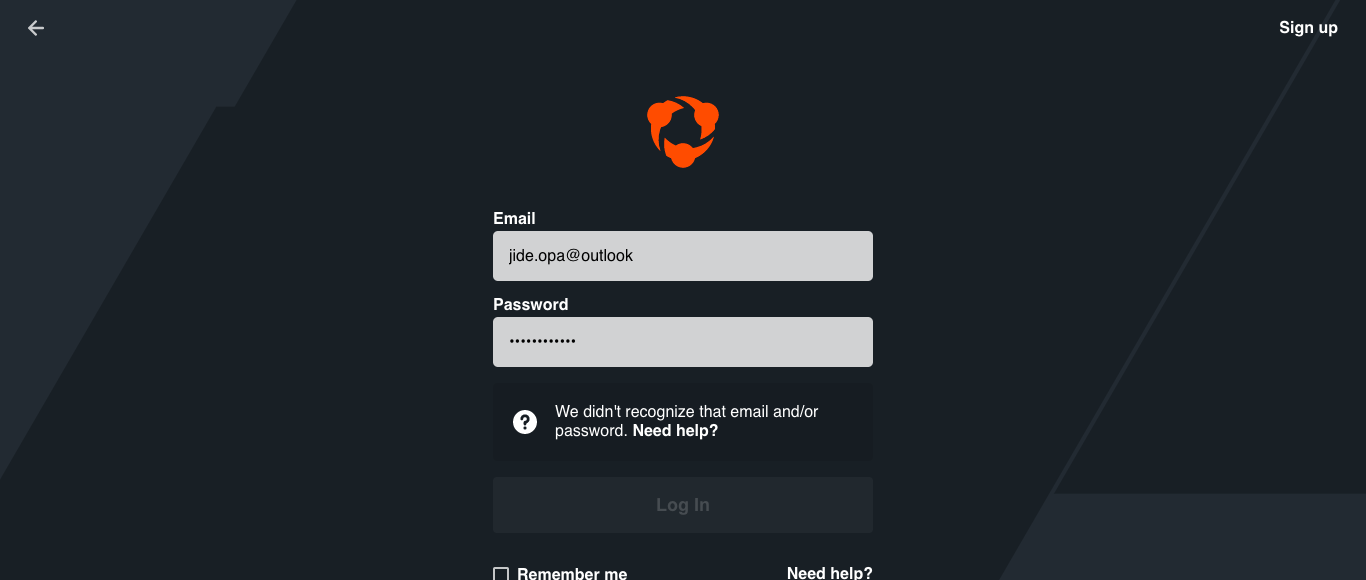 Sign up
Email
jide.opa@outlook
Password
••••••••••••
We didn't recognize that email and/or
password. Need help?
Log In
Remember me
Need help?